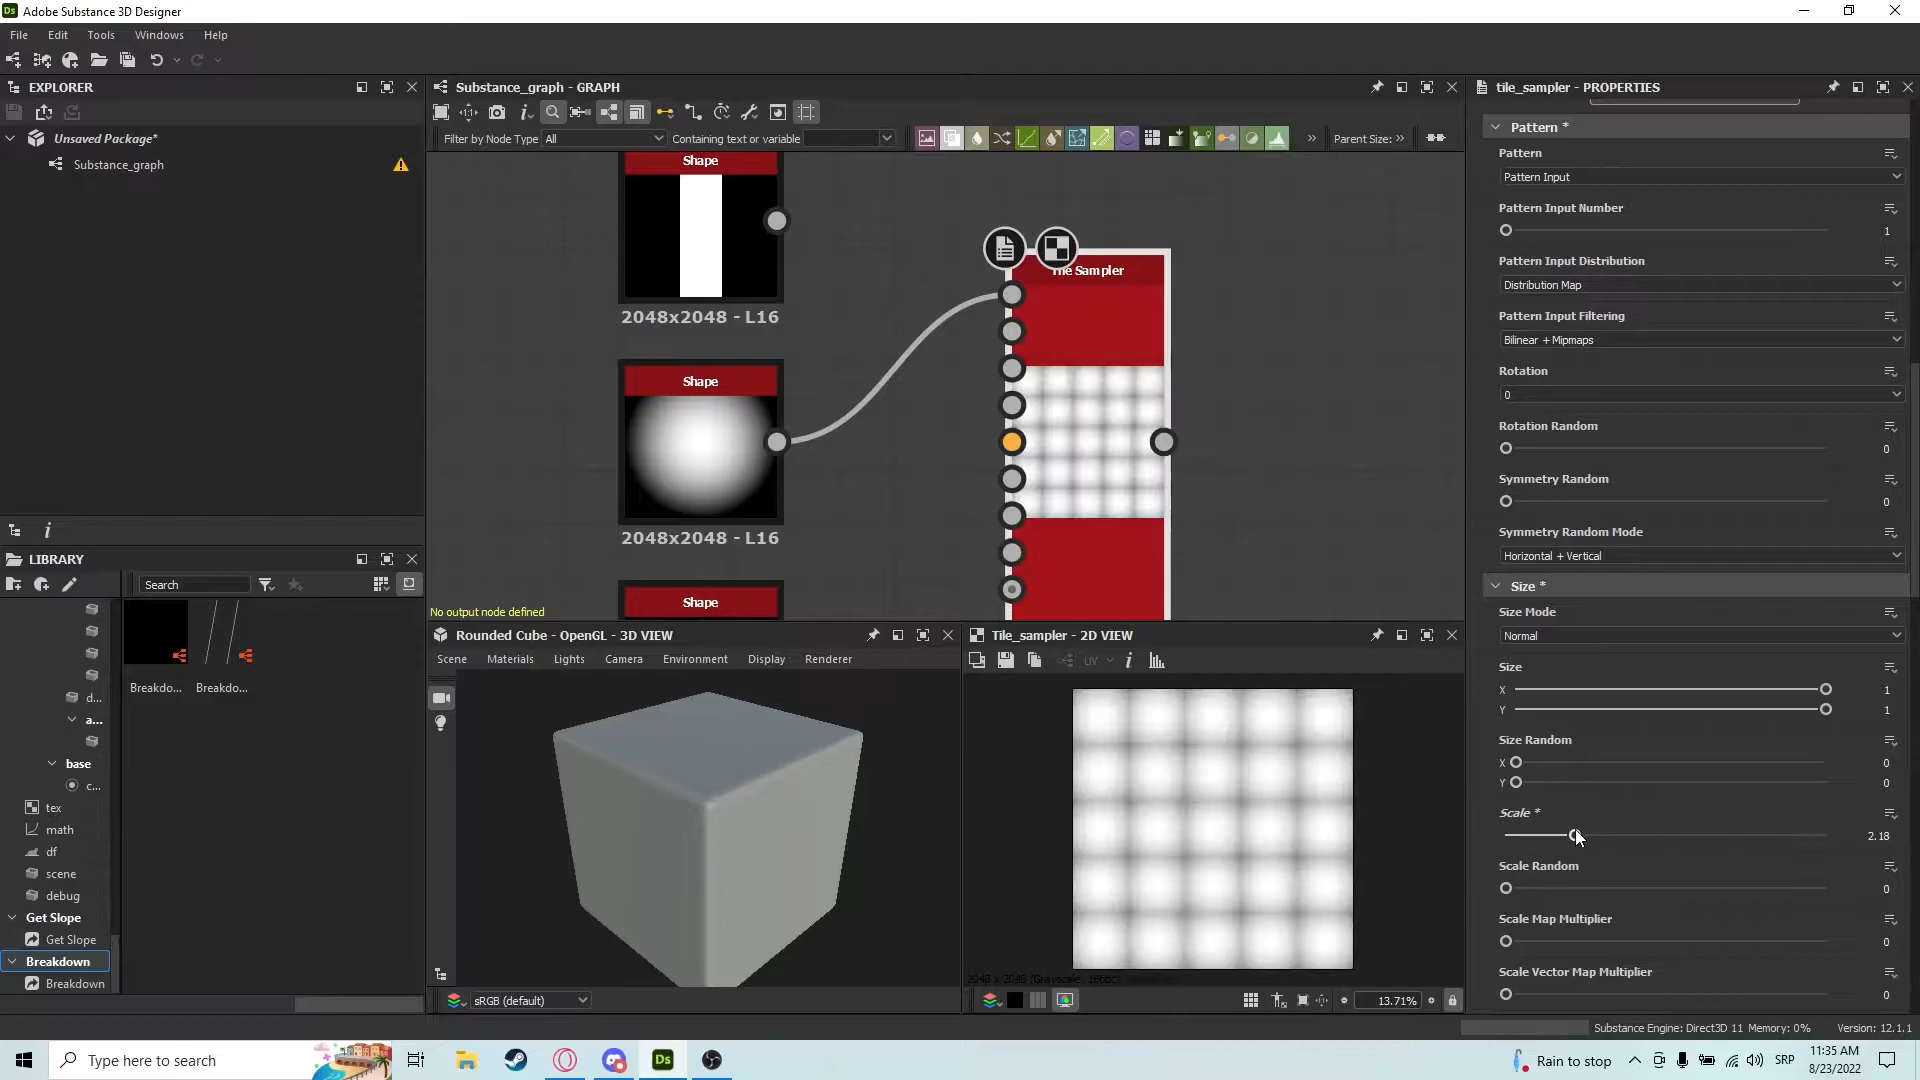 Adobe Substance 3D Designer
File Edit Tools Windows Help
EXPLORER
Unsaved Package*
Substance_graph
LIBRARY
Search
Breakdo... Breakdo...
d...
a...
base
c...
tex
math
df
scene
debug
Get Slope
Get Slope
Breakdown
Breakdown
Substance_graph - GRAPH
Filter by Node Type All Containing text or variable Parent Size:
Shape
2048x2048 - L16
Shape
2048x2048 - L16
Shape
Tile Sampler
No output node defined
Rounded Cube - OpenGL - 3D VIEW
Scene Materials Lights Camera Environment Display Renderer
sRGB (default)
Tile_sampler - 2D VIEW
UV
13.71%
tile_sampler - PROPERTIES
Pattern *
Pattern
Pattern Input
Pattern Input Number
1
Pattern Input Distribution
Distribution Map
Pattern Input Filtering
Bilinear + Mipmaps
Rotation
0
Rotation Random
0
Symmetry Random
0
Symmetry Random Mode
Horizontal + Vertical
Size *
Size Mode
Normal
Size
X 1
Y 1
Size Random
X 0
Y 0
Scale *
2.18
Scale Random
0
Scale Map Multiplier
0
Scale Vector Map Multiplier
0
Substance Engine: Direct3D 11 Memory: 0% Version: 12.1.1
Type here to search
Rain to stop
SRP
11:35 AM
8/23/2022